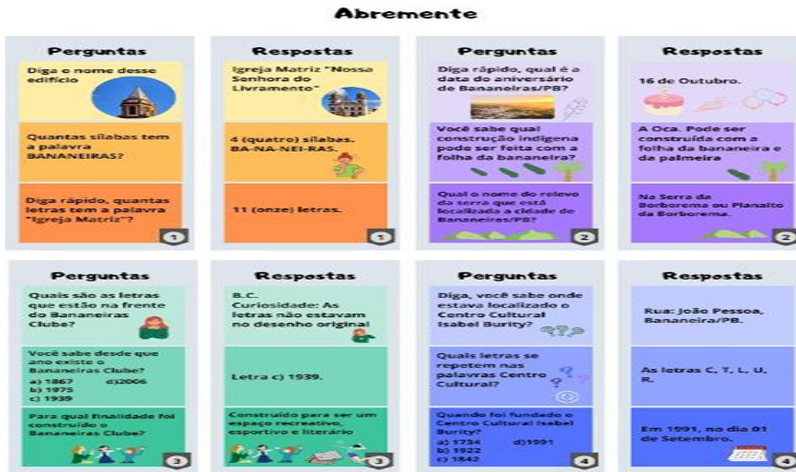 Abremente
Perguntas
Diga o nome desse
edifício
Quantas sílabas tem
a palavra
BANANEIRAS?
Diga rápido, quantas
letras tem a palavra
"Igreja Matriz"?
1
Respostas
Igreja Matriz "Nossa
Senhora do
Livramento"
4 (quatro) sílabas.
BA-NA-NEI-RAS.
11 (onze) letras.
1
Perguntas
Diga rápido, qual é a
data do aniversário
de Bananeiras/PB?
Você sabe qual
construção indígena
pode ser feita com a
folha da bananeira?
Qual o nome do relevo
da serra que está
localizada a cidade de
Bananeiras/PB?
2
Respostas
16 de Outubro.
A Oca. Pode ser
construída com a
folha da bananeira e
da palmeira
Na Serra da
Borborema ou Planalto
da Borborema.
2
Perguntas
Quais são as letras
que estão na frente
do Bananeiras
Clube?
Você sabe desde que
ano existe o
Bananeiras Clube?
a) 1867 d)2006
b) 1975
c) 1939
Para qual finalidade foi
construído o
Bananeiras Clube?
3
Respostas
B.C.
Curiosidade: As
letras não estavam
no desenho original
Letra c) 1939.
Construído para ser um
espaço recreativo,
esportivo e literário
3
Perguntas
Diga, você sabe onde
estava localizado o
Centro Cultural
Isabel Burity?
Quais letras se
repetem nas
palavras Centro
Cultural?
Quando foi fundado o
Centro Cultural Isabel
Burity?
a) 1734 d)1991
b) 1922
c) 1842
4
Respostas
Rua: João Pessoa,
Bananeira/PB.
As letras C, T, L, U,
R.
Em 1991, no dia 01
de Setembro.
4